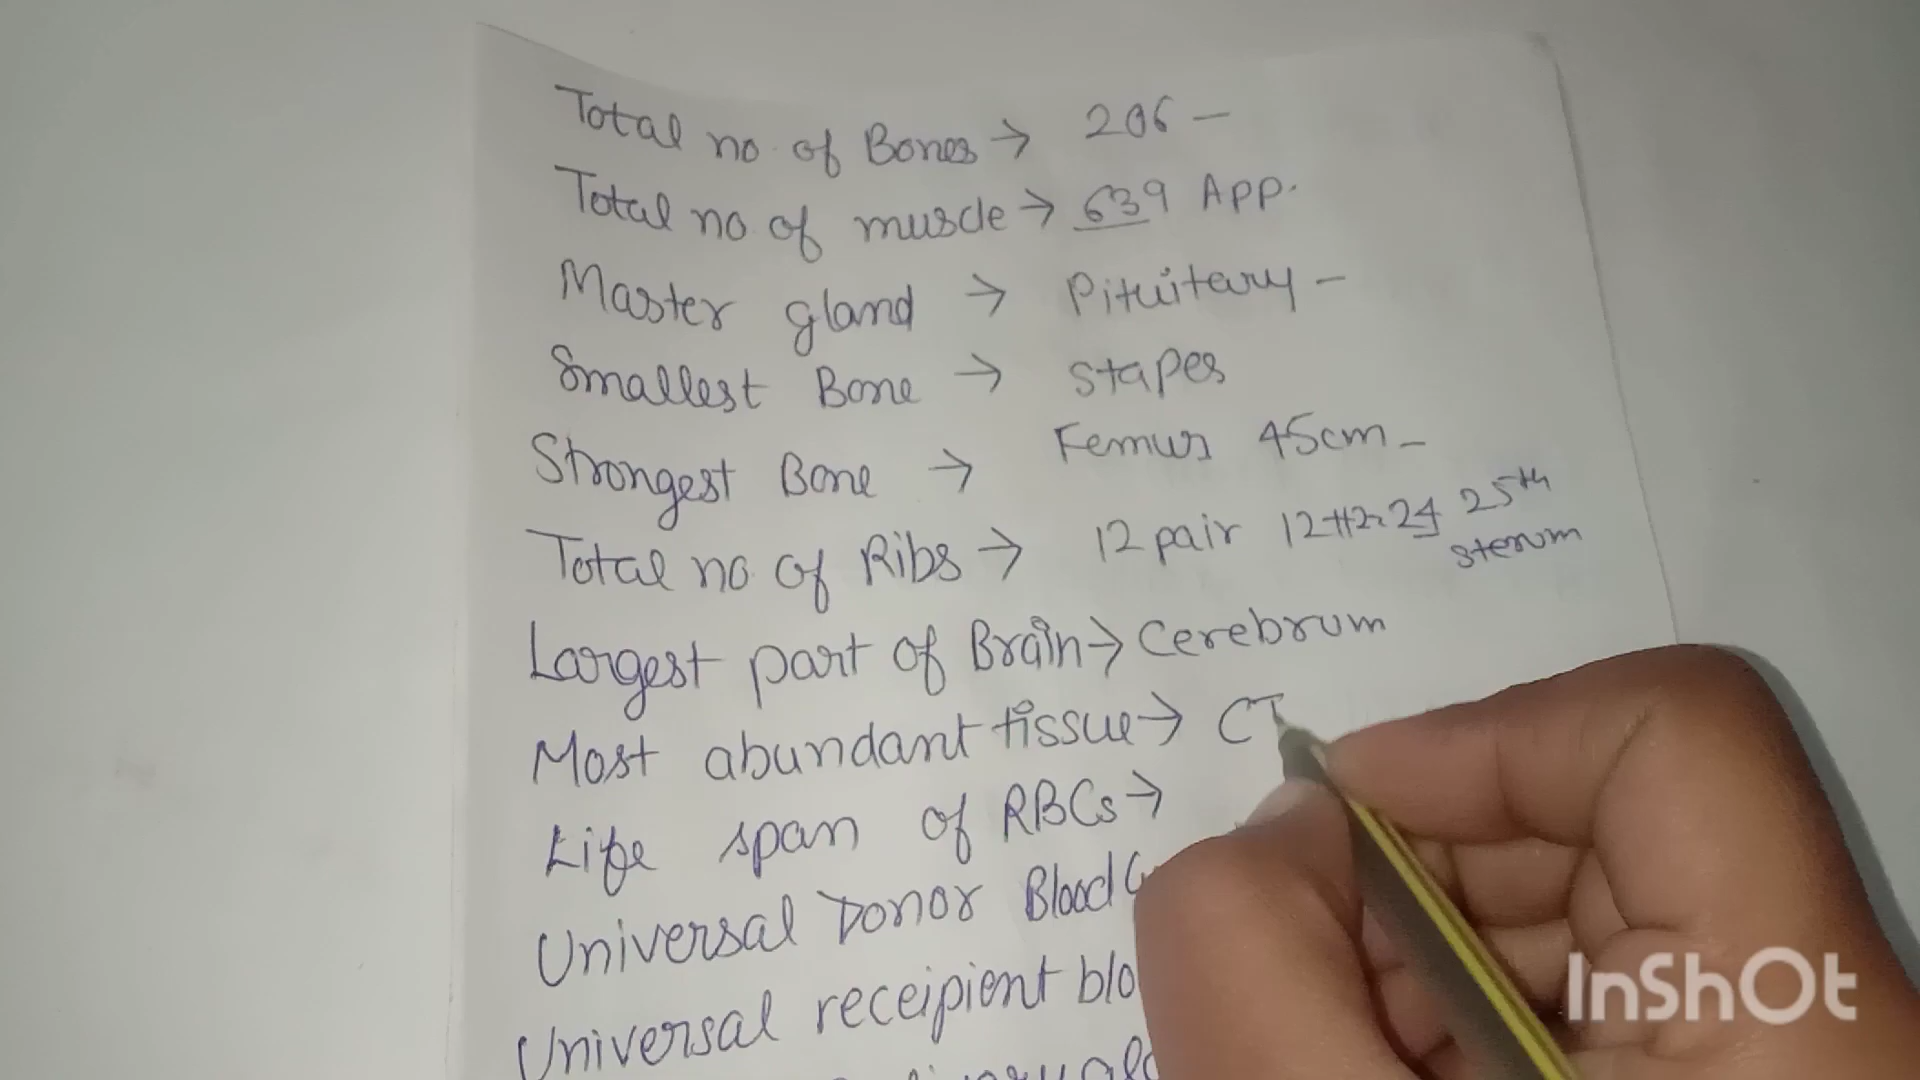 Total no of Bones → 206 -
Total no of muscle → 639 App.
Master gland → Pituitary -
Smallest Bone → stapes
Strongest Bone → Femur 45cm -
Total no of Ribs → 12 pair 12+12=24 25th
sternum
Largest part of Brain → Cerebrum
Most abundant tissue → CT
Life span of RBCs →
Universal Donor Blood
Universal receipient blo
InShOt